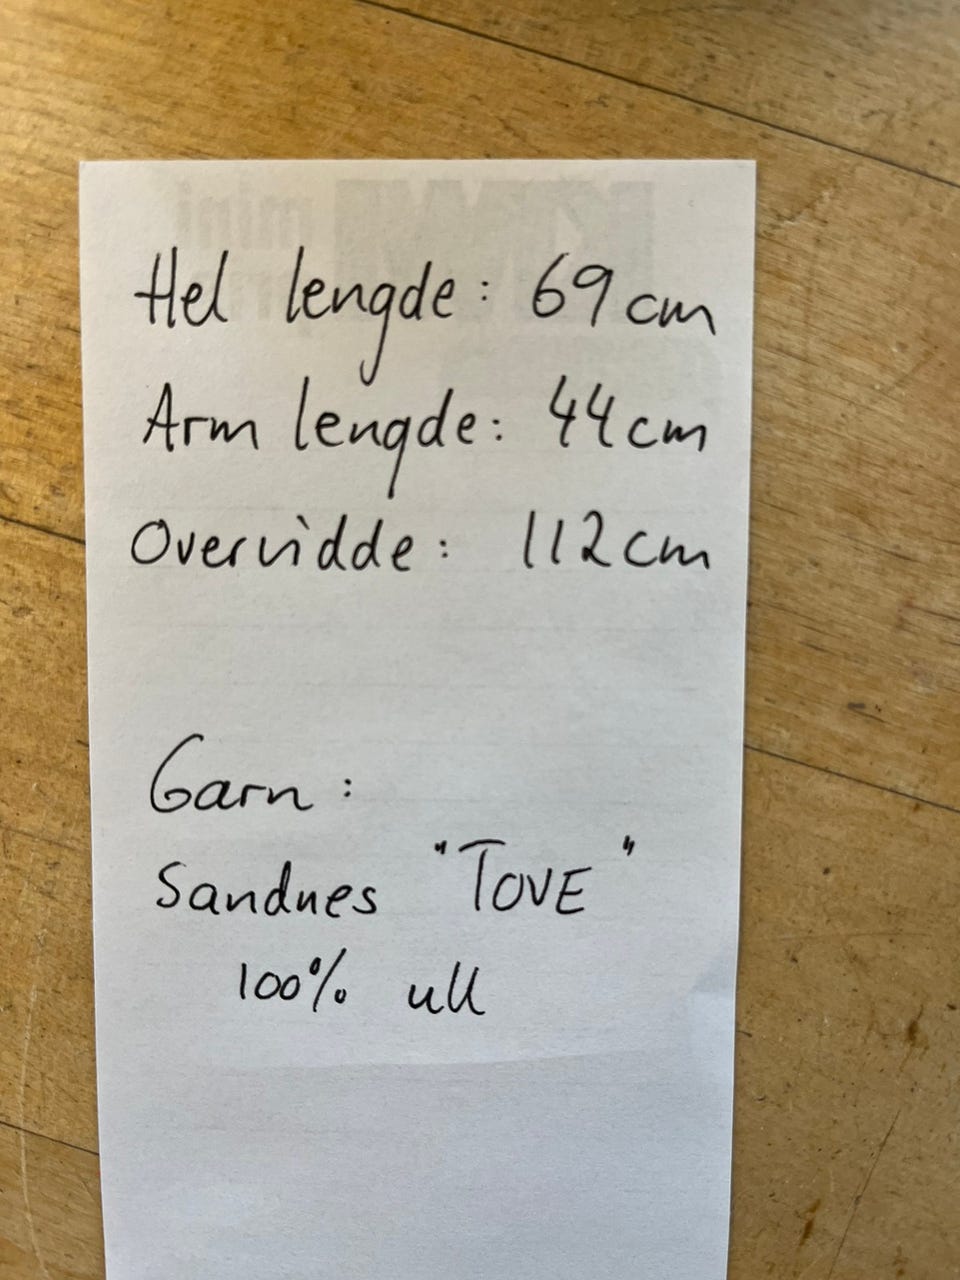 Hel lengde: 69 cm
Arm lengde: 44 cm
Overvidde: 112 cm
Garn:
Sandnes "TOVE"
100% ull